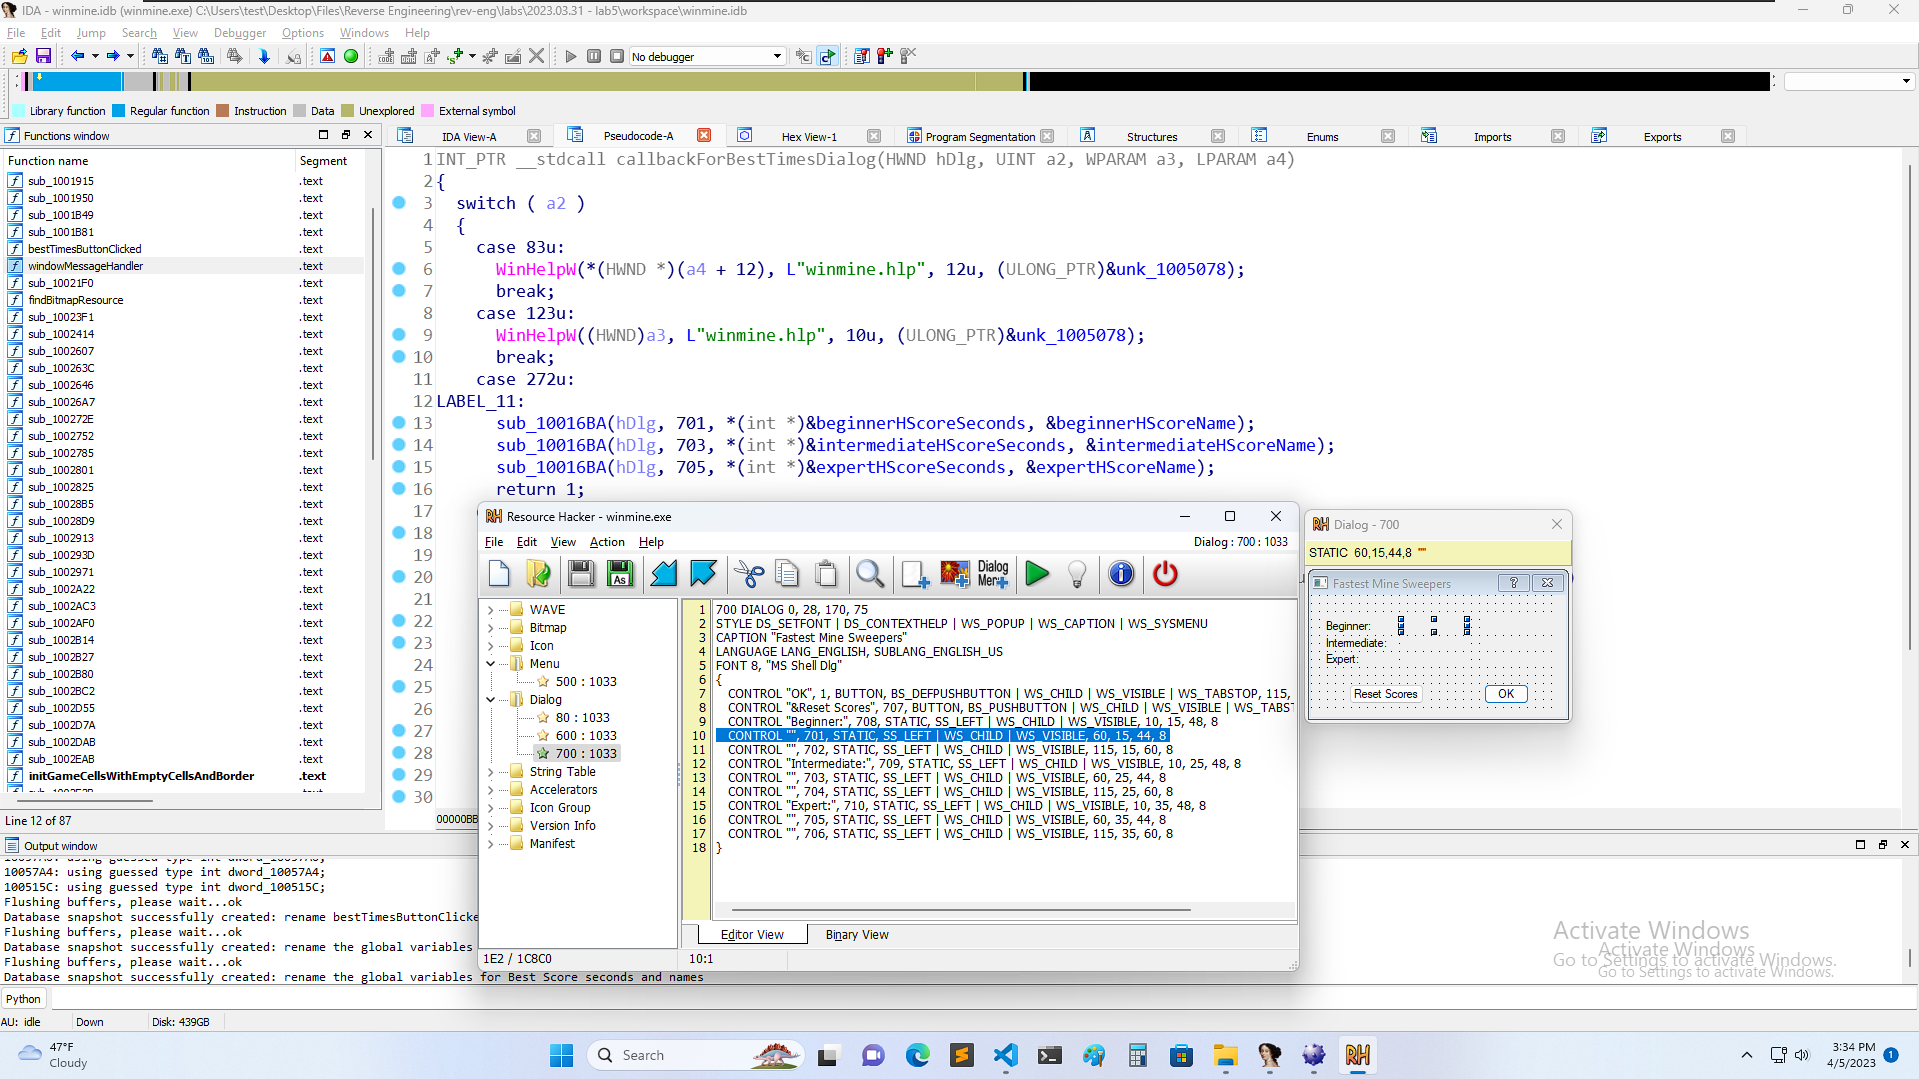 IDA - winmine.idb (winmine.exe) C:\Users\test\Desktop\Files\Reverse Engineering\rev-eng\labs\2023.03.31 - lab5\workspace\winmine.idb
File Edit Jump Search View Debugger Options Windows Help
No debugger
Library function Regular function Instruction Data Unexplored External symbol
Functions window
IDA View-A Pseudocode-A Hex View-1 Program Segmentation Structures Enums Imports Exports
Function name Segment
sub_1001915 .text
sub_1001950 .text
sub_1001B49 .text
sub_1001B81 .text
bestTimesButtonClicked .text
windowMessageHandler .text
sub_10021F0 .text
findBitmapResource .text
sub_10023F1 .text
sub_1002414 .text
sub_1002607 .text
sub_100263C .text
sub_1002646 .text
sub_10026A7 .text
sub_100272E .text
sub_1002752 .text
sub_1002785 .text
sub_1002801 .text
sub_1002825 .text
sub_10028B5 .text
sub_10028D9 .text
sub_1002913 .text
sub_100293D .text
sub_1002971 .text
sub_1002A22 .text
sub_1002AC3 .text
sub_1002AF0 .text
sub_1002B14 .text
sub_1002B27 .text
sub_1002B80 .text
sub_1002BC2 .text
sub_1002D55 .text
sub_1002D7A .text
sub_1002DAB .text
sub_1002EAB .text
initGameCellsWithEmptyCellsAndBorder .text
Line 12 of 87
1 INT_PTR __stdcall callbackForBestTimesDialog(HWND hDlg, UINT a2, WPARAM a3, LPARAM a4)
2 {
3 switch ( a2 )
4 {
5 case 83u:
6 WinHelpW(*(HWND *)(a4 + 12), L"winmine.hlp", 12u, (ULONG_PTR)&unk_1005078);
7 break;
8 case 123u:
9 WinHelpW((HWND)a3, L"winmine.hlp", 10u, (ULONG_PTR)&unk_1005078);
10 break;
11 case 272u:
12 LABEL_11:
13 sub_10016BA(hDlg, 701, *(int *)&beginnerHScoreSeconds, &beginnerHScoreName);
14 sub_10016BA(hDlg, 703, *(int *)&intermediateHScoreSeconds, &intermediateHScoreName);
15 sub_10016BA(hDlg, 705, *(int *)&expertHScoreSeconds, &expertHScoreName);
16 return 1;
17
18
19
20
21
22
23
24
25
26
27
28
29
30
00000BB
Resource Hacker - winmine.exe
File Edit View Action Help Dialog : 700 : 1033
As
Dialog
Mer
WAVE
Bitmap
Icon
Menu
500 : 1033
Dialog
80 : 1033
600 : 1033
700 : 1033
String Table
Accelerators
Icon Group
Version Info
Manifest
1 700 DIALOG 0, 28, 170, 75
2 STYLE DS_SETFONT | DS_CONTEXTHELP | WS_POPUP | WS_CAPTION | WS_SYSMENU
3 CAPTION "Fastest Mine Sweepers"
4 LANGUAGE LANG_ENGLISH, SUBLANG_ENGLISH_US
5 FONT 8, "MS Shell Dlg"
6 {
7 CONTROL "OK", 1, BUTTON, BS_DEFPUSHBUTTON | WS_CHILD | WS_VISIBLE | WS_TABSTOP, 115,
8 CONTROL "&Reset Scores", 707, BUTTON, BS_PUSHBUTTON | WS_CHILD | WS_VISIBLE | WS_TABST
9 CONTROL "Beginner:", 708, STATIC, SS_LEFT | WS_CHILD | WS_VISIBLE, 10, 15, 48, 8
10 CONTROL "", 701, STATIC, SS_LEFT | WS_CHILD | WS_VISIBLE, 60, 15, 44, 8
11 CONTROL "", 702, STATIC, SS_LEFT | WS_CHILD | WS_VISIBLE, 115, 15, 60, 8
12 CONTROL "Intermediate:", 709, STATIC, SS_LEFT | WS_CHILD | WS_VISIBLE, 10, 25, 48, 8
13 CONTROL "", 703, STATIC, SS_LEFT | WS_CHILD | WS_VISIBLE, 60, 25, 44, 8
14 CONTROL "", 704, STATIC, SS_LEFT | WS_CHILD | WS_VISIBLE, 115, 25, 60, 8
15 CONTROL "Expert:", 710, STATIC, SS_LEFT | WS_CHILD | WS_VISIBLE, 10, 35, 48, 8
16 CONTROL "", 705, STATIC, SS_LEFT | WS_CHILD | WS_VISIBLE, 60, 35, 44, 8
17 CONTROL "", 706, STATIC, SS_LEFT | WS_CHILD | WS_VISIBLE, 115, 35, 60, 8
18 }
Editor View Binary View
1E2 / 1C8C0 10:1
Dialog - 700
STATIC 60,15,44,8 ""
Fastest Mine Sweepers
Beginner:
Intermediate:
Expert:
Reset Scores OK
Output window
10057A0: using guessed type int dword_10057A0;
10057A4: using guessed type int dword_10057A4;
100515C: using guessed type int dword_100515C;
Flushing buffers, please wait...ok
Database snapshot successfully created: rename bestTimesButtonClicke
Flushing buffers, please wait...ok
Database snapshot successfully created: rename the global variables
Flushing buffers, please wait...ok
Database snapshot successfully created: rename the global variables for Best Score seconds and names
Python
AU: idle Down Disk: 439GB
Activate Windows
Go to Settings to activate Windows.
Activate Windows
Go to Settings to activate Windows.
47°F
Cloudy
Search
3:34 PM
4/5/2023
1